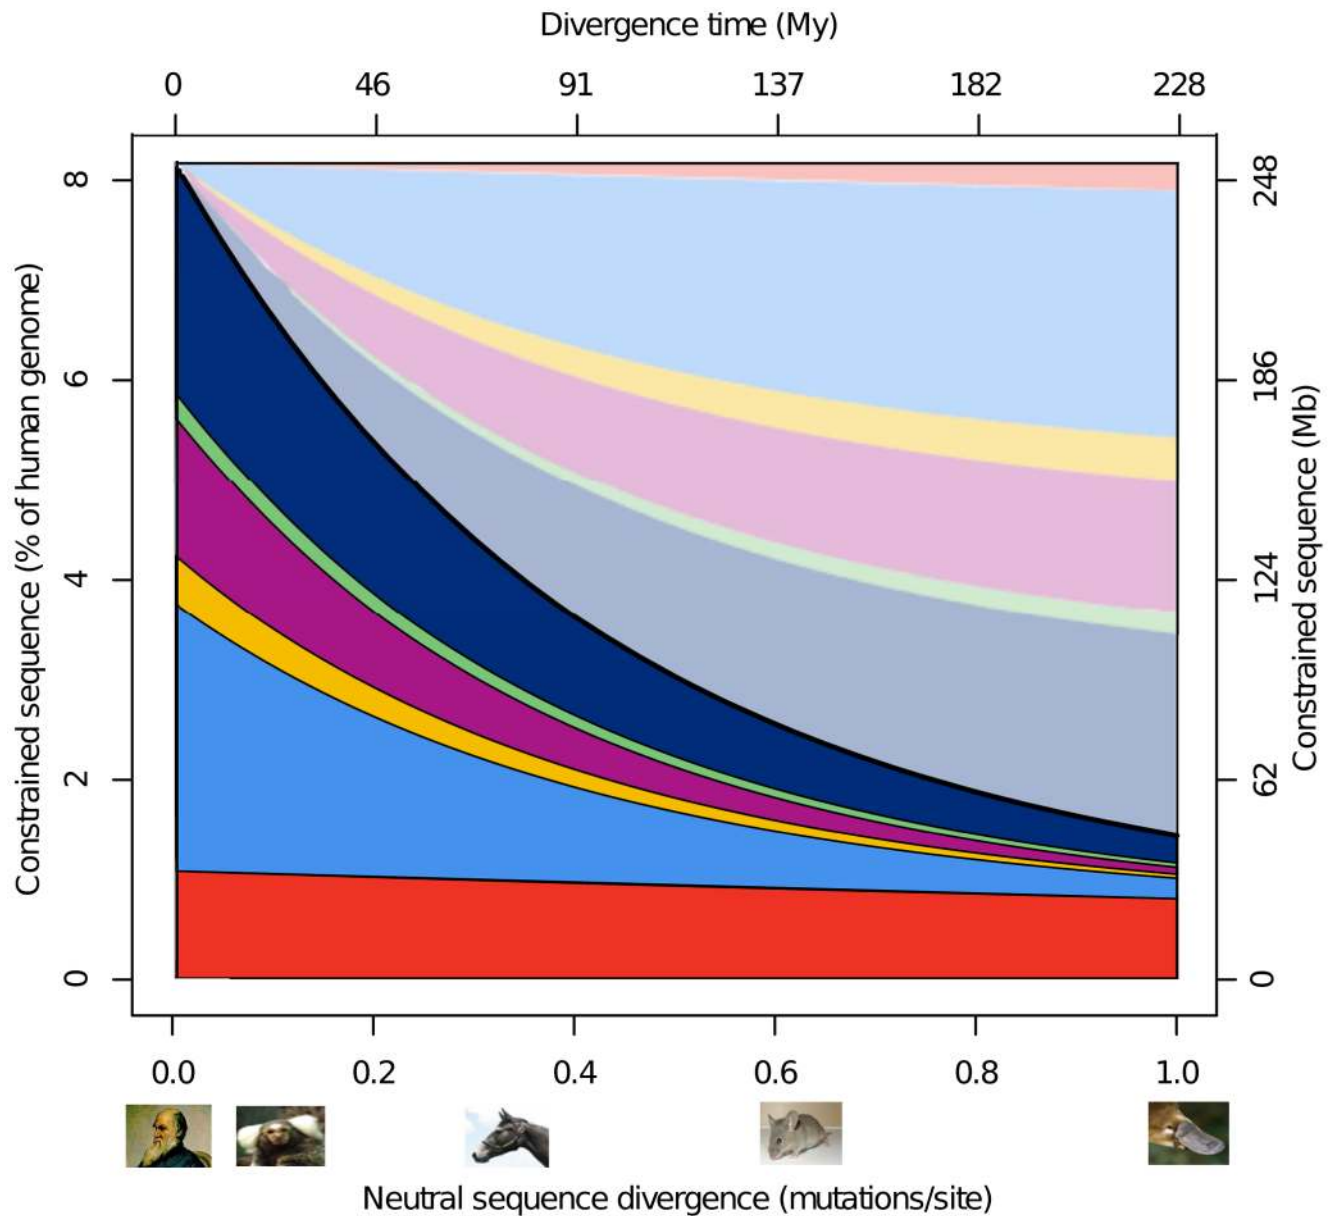 Divergence time (My)
0 46 91 137 182 228
Constrained sequence (% of human genome)
8
6
4
2
0
248
186
124
62
0
Constrained sequence (Mb)
0.0 0.2 0.4 0.6 0.8 1.0
Neutral sequence divergence (mutations/site)